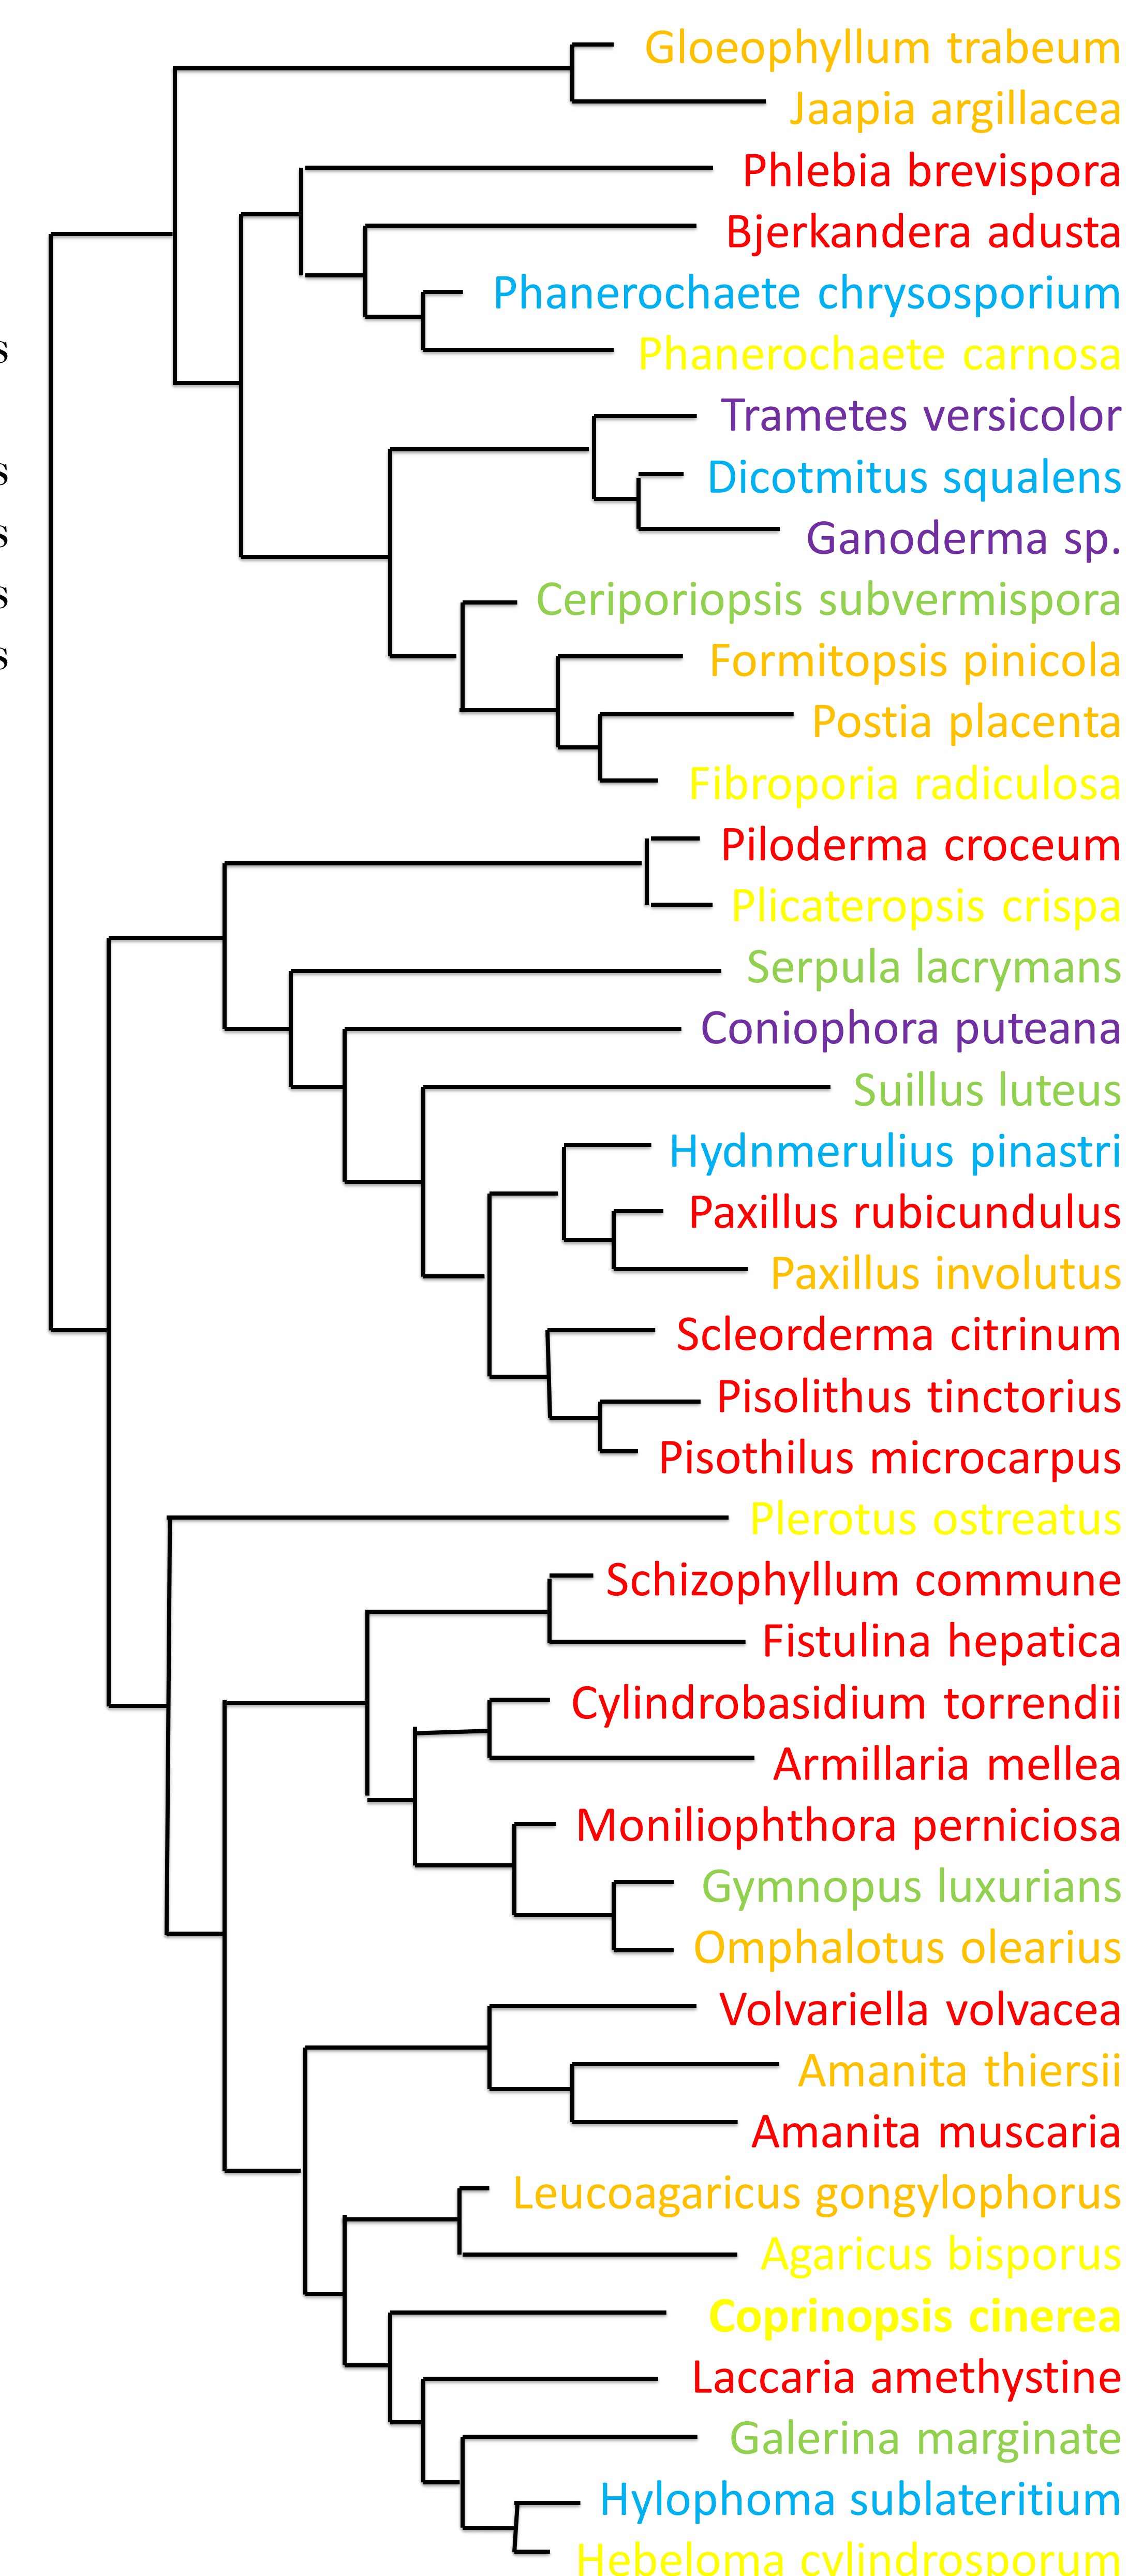 Gloeophyllum trabeum
Jaapia argillacea
Phlebia brevispora
Bjerkandera adusta
Phanerochaete chrysosporium
s
Phanerochaete carnosa
Trametes versicolor
s
Dicotmitus squalens
s
Ganoderma sp.
s
Ceriporiopsis subvermispora
s
Formitopsis pinicola
Postia placenta
Fibroporia radiculosa
Piloderma croceum
Plicateropsis crispa
Serpula lacrymans
Coniophora puteana
Suillus luteus
Hydnmerulius pinastri
Paxillus rubicundulus
Paxillus involutus
Scleorderma citrinum
Pisolithus tinctorius
Pisothilus microcarpus
Plerotus ostreatus
Schizophyllum commune
Fistulina hepatica
Cylindrobasidium torrendii
Armillaria mellea
Moniliophthora perniciosa
Gymnopus luxurians
Omphalotus olearius
Volvariella volvacea
Amanita thiersii
Amanita muscaria
Leucoagaricus gongylophorus
Agaricus bisporus
Coprinopsis cinerea
Laccaria amethystine
Galerina marginate
Hylophoma sublateritium
Hebeloma cylindrosporum